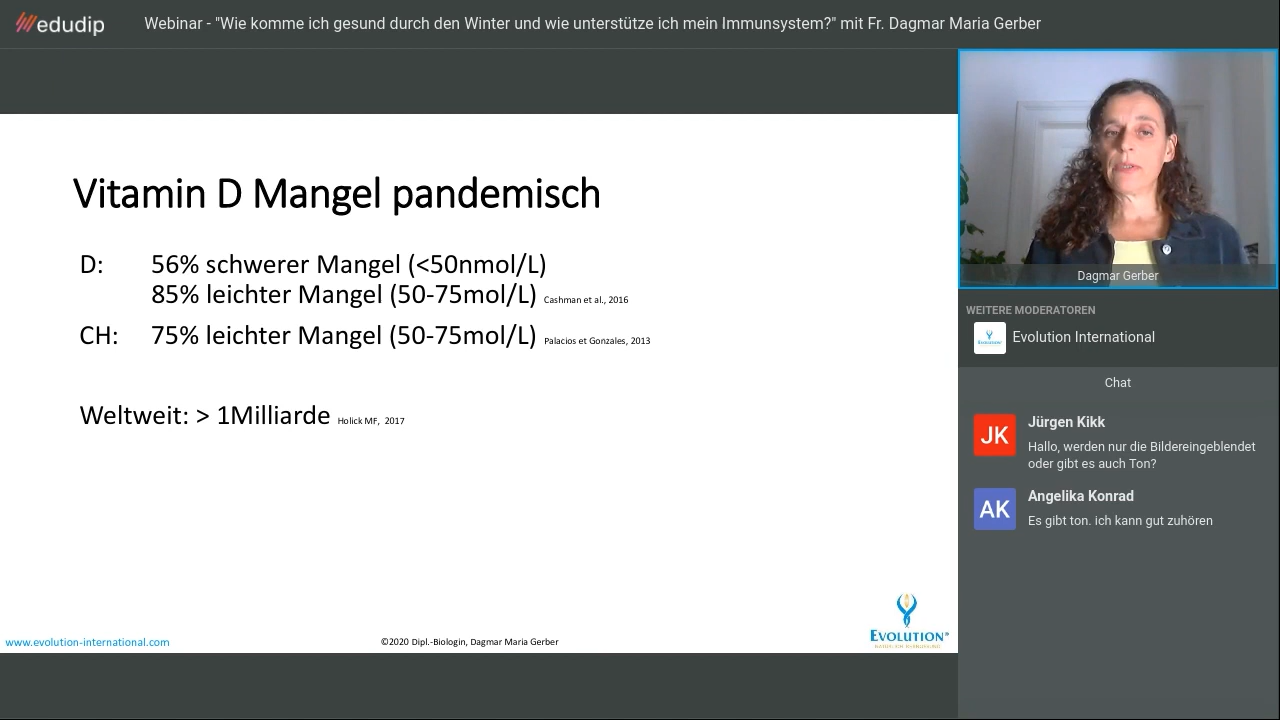 edudip
Webinar - "Wie komme ich gesund durch den Winter und wie unterstütze ich mein Immunsystem?" mit Fr. Dagmar Maria Gerber
Vitamin D Mangel pandemisch
D: 56% schwerer Mangel (<50nmol/L)
85% leichter Mangel (50-75mol/L) Cashman et al., 2016
CH: 75% leichter Mangel (50-75mol/L) Palacios et Gonzales, 2013
Weltweit: > 1Milliarde Holick MF, 2017
www.evolution-international.com
©2020 Dipl.-Biologin, Dagmar Maria Gerber
EVOLUTION®
Dagmar Gerber
WEITERE MODERATOREN
Evolution International
Chat
JK
Jürgen Kikk
Hallo, werden nur die Bildereingeblendet
oder gibt es auch Ton?
AK
Angelika Konrad
Es gibt ton. ich kann gut zuhören